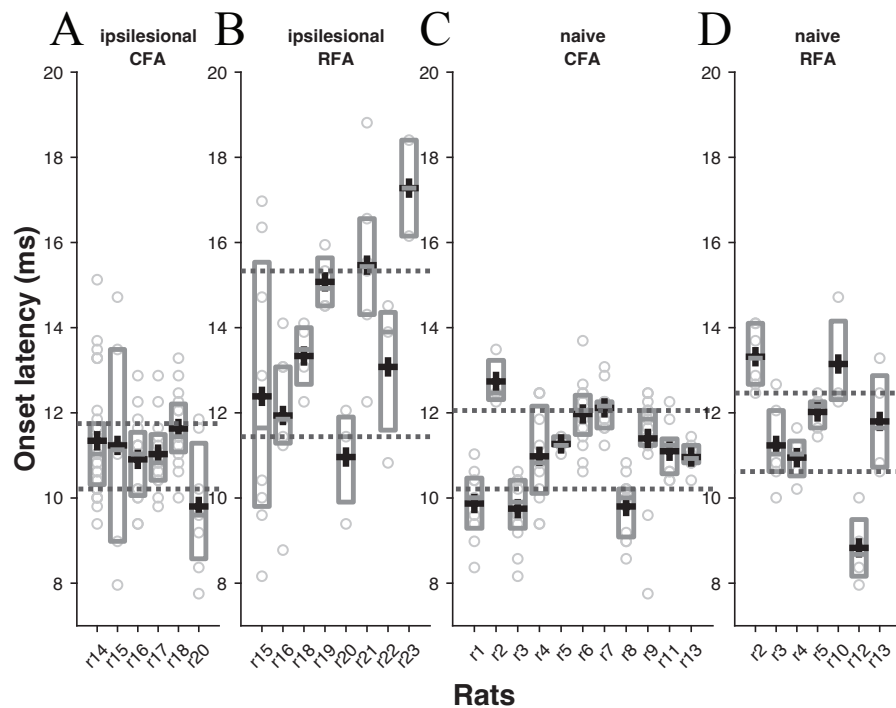 A ipsilesional CFA
B ipsilesional RFA
C naive CFA
D naive RFA
Onset latency (ms)
20 18 16 14 12 10 8
20 18 16 14 12 10 8
20 18 16 14 12 10 8
20 18 16 14 12 10 8
r14 r15 r16 r17 r18 r20
r15 r16 r18 r19 r20 r21 r22 r23
r1 r2 r3 r4 r5 r6 r7 r8 r9 r11 r13
r2 r3 r4 r5 r10 r12 r13
Rats